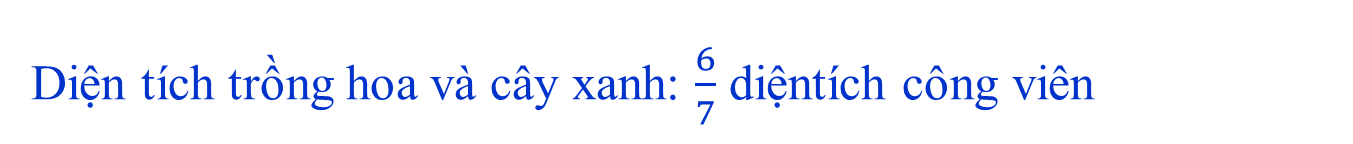 Diện tích trồng hoa và cây xanh: 6/7 diệntích công viên